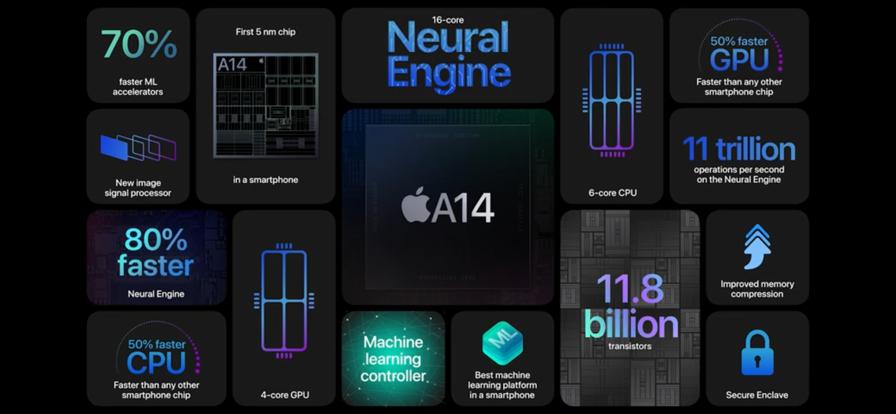 70%
faster ML
accelerators
First 5 nm chip
A14
in a smartphone
16-core
Neural
Engine
6-core CPU
50% faster
GPU
Faster than any other
smartphone chip
New image
signal processor
A14
11 trillion
operations per second
on the Neural Engine
80%
faster
Neural Engine
4-core GPU
11.8
billion
transistors
Improved memory
compression
50% faster
CPU
Faster than any other
smartphone chip
Machine
learning
controller
ML
Best machine
learning platform
in a smartphone
Secure Enclave